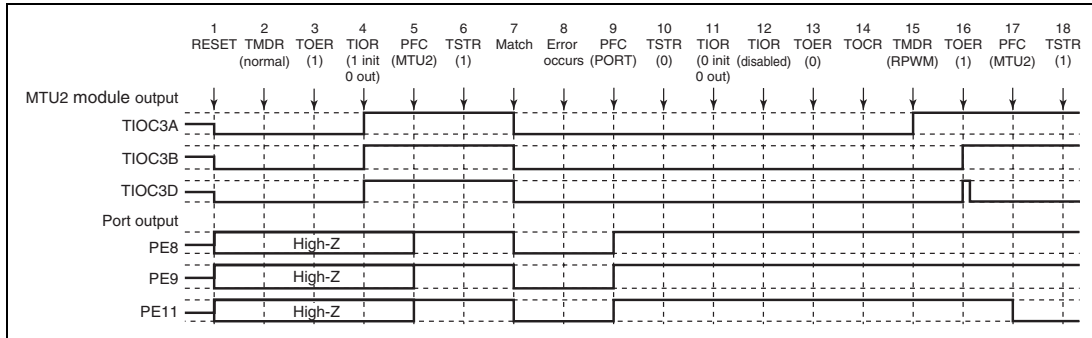 1 2 3 4 5 6 7 8 9 10 11 12 13 14 15 16 17 18
RESET TMDR TOER TIOR PFC TSTR Match Error PFC TSTR TIOR TIOR TOER TOCR TMDR TOER PFC TSTR
(normal) (1) (1 init (MTU2) (1) occurs (PORT) (0) (0 init (disabled) (0) (RPWM) (1) (MTU2) (1)
0 out) 0 out)
MTU2 module output
TIOC3A
TIOC3B
TIOC3D
Port output
PE8 High-Z
PE9 High-Z
PE11 High-Z